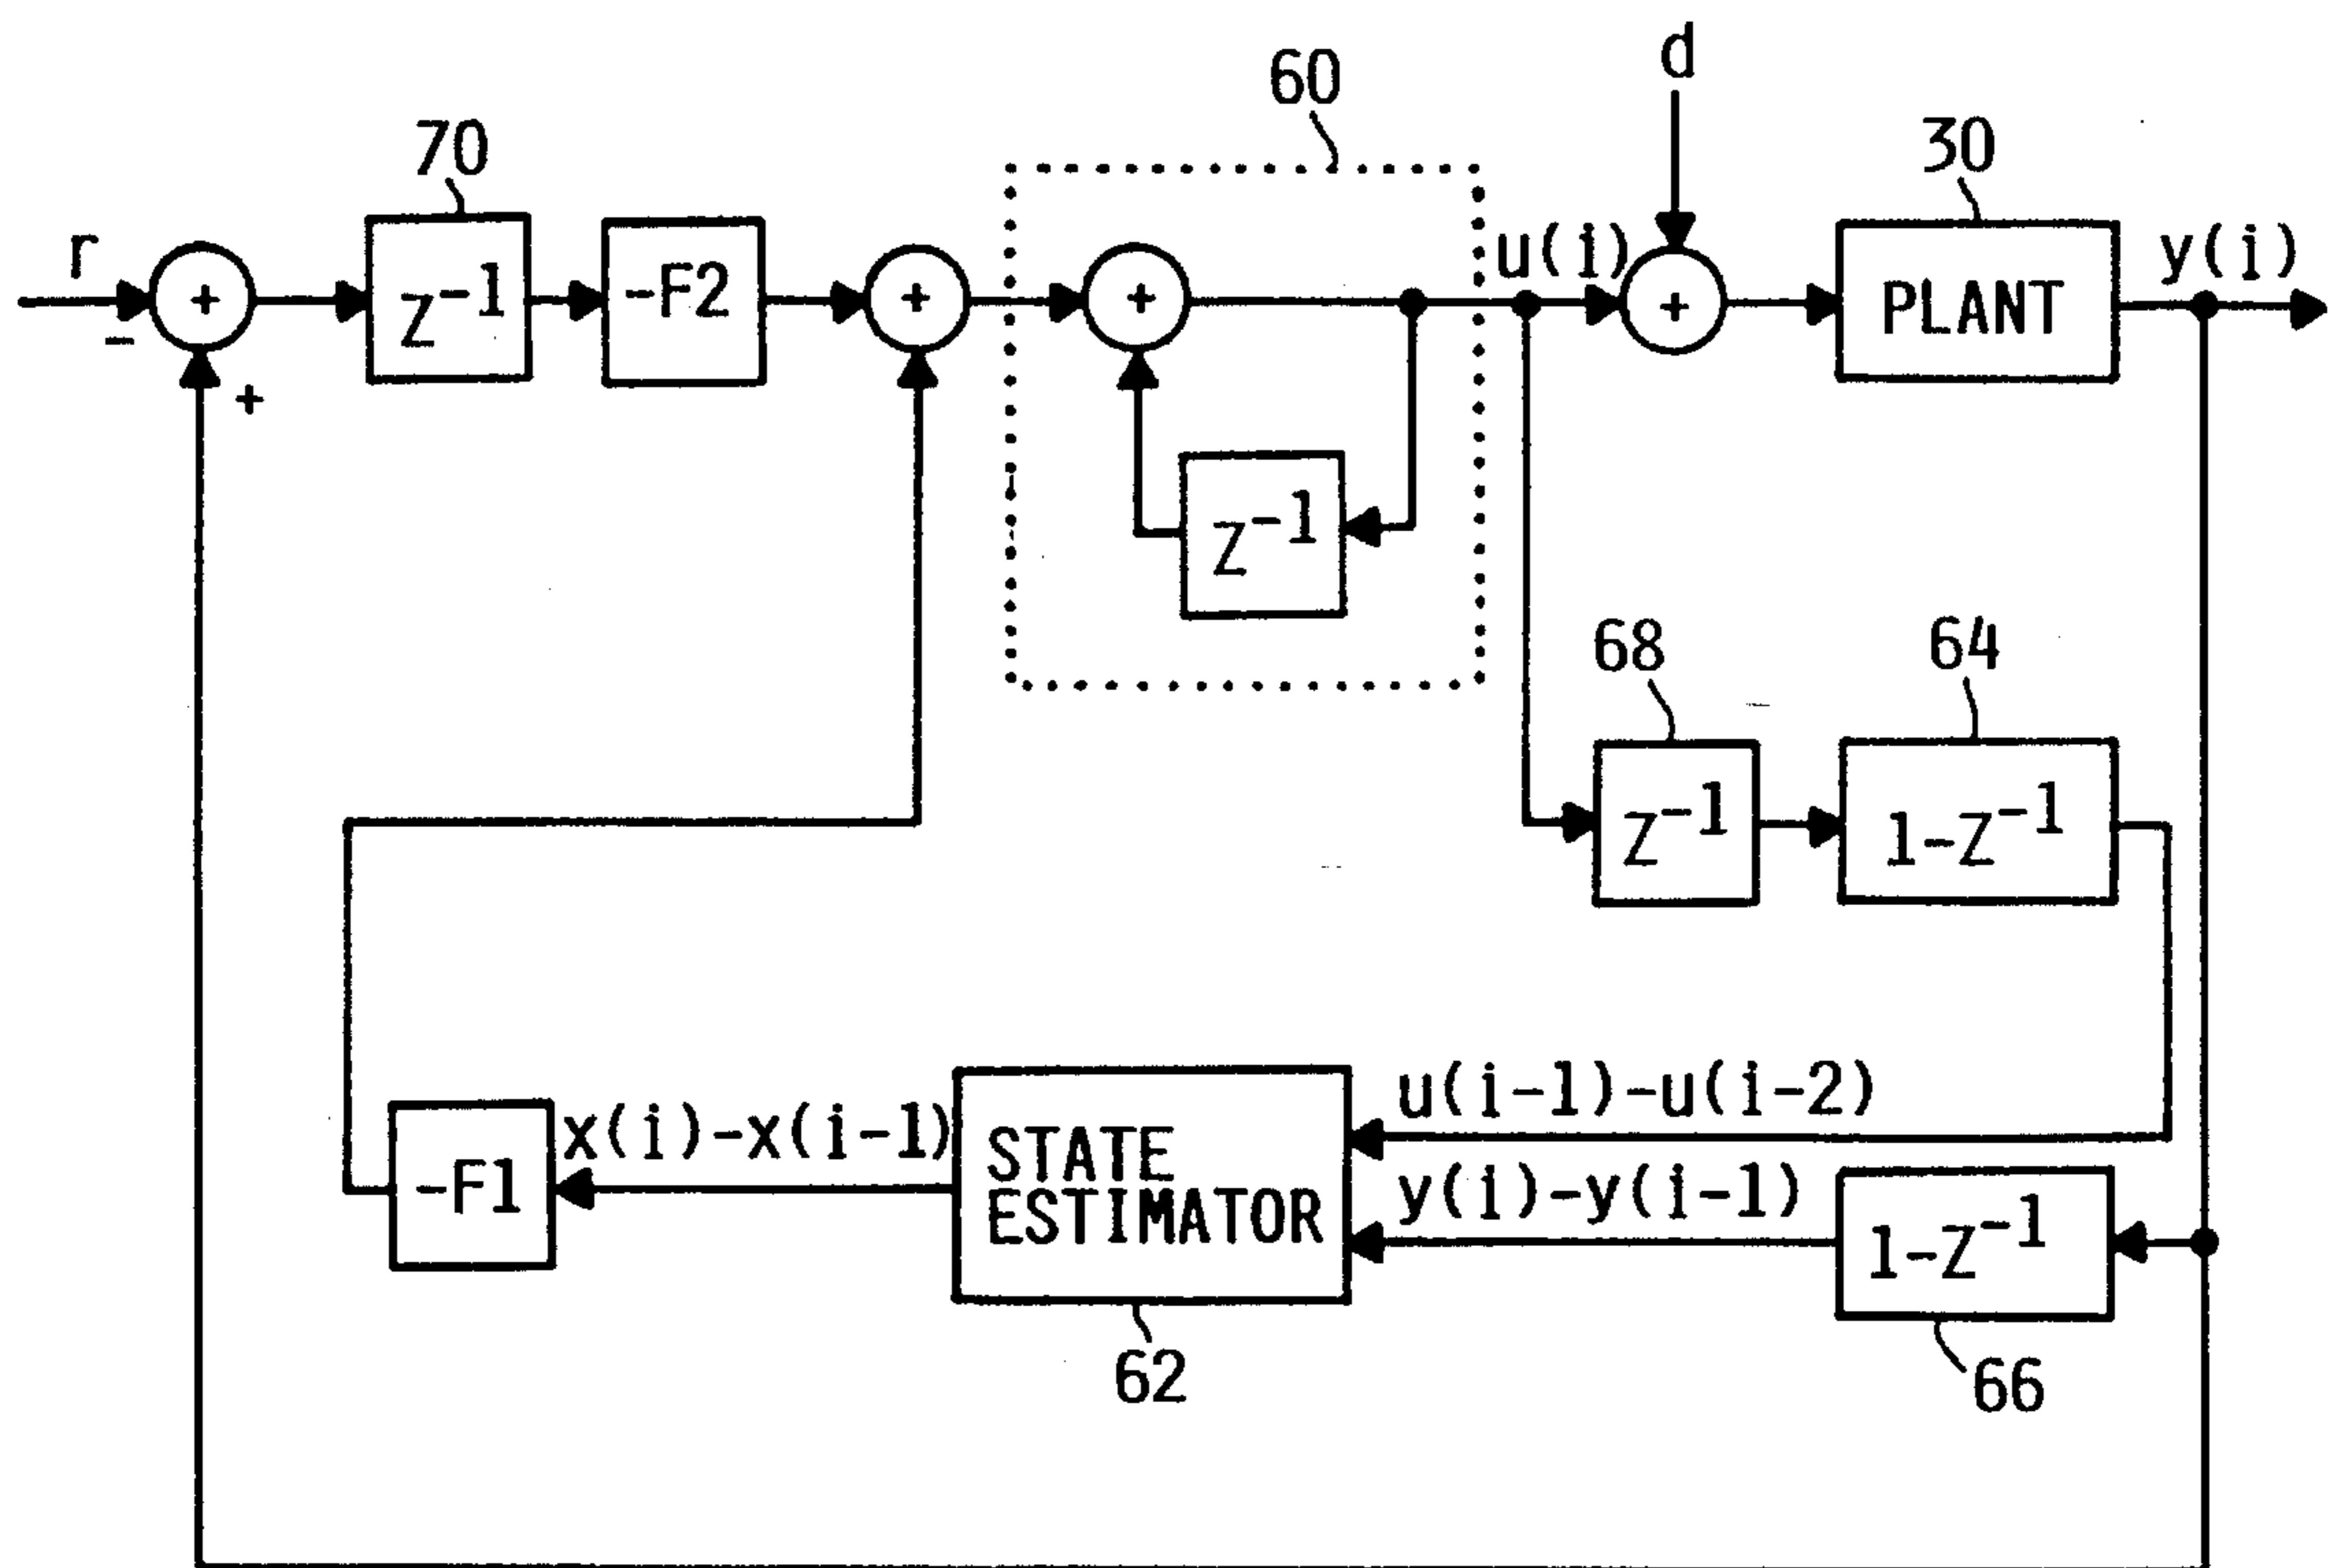 60
d
70
30
r
-
+
z⁻¹
-F2
+
+
u(i)
+
PLANT
y(i)
+
z⁻¹
68
64
z⁻¹
1-z⁻¹
u(i-1)-u(i-2)
x(i)-x(i-1)
STATE
ESTIMATOR
-F1
y(i)-y(i-1)
1-z⁻¹
62
66